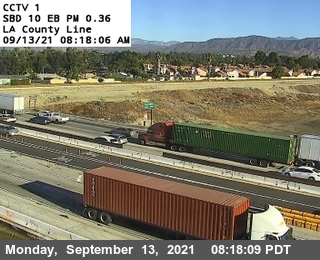 CCTV 1
SBD 10 EB PM 0.36
LA County Line
09/13/21 08:18:06 AM
Monday, September 13, 2021 08:18:09 PDT